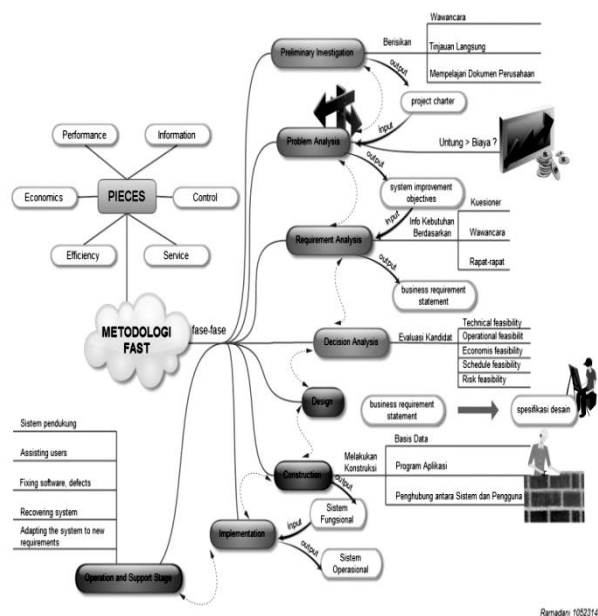 Preliminary Investigation
Berisikan
Wawancara
Tinjauan Langsung
Mempelajari Dokumen Perusahaan
output
project charter
input
Problem Analysis
Untung > Biaya ?
output
system improvement
objectives
input
Requirement Analysis
Info Kebutuhan
Berdasarkan
Kuesioner
Wawancara
Rapat-rapat
output
business requirement
statement
Performance
Information
Economics
PIECES
Control
Efficiency
Service
METODOLOGI
FAST
fase-fase
Decision Analysis
Evaluasi Kandidat
Technical feasibility
Operational feasibilit
Economis feasibility
Schedule feasibility
Risk feasibility
Design
business requirement
statement
spesifikasi desain
Construction
Melakukan
Konstruksi
Basis Data
Program Aplikasi
Penghubung antara Sistem dan Pengguna
output
Sistem
Fungsional
input
Implementation
output
Sistem
Operasional
Operation and Support Stage
Sistem pendukung
Assisting users
Fixing software, defects
Recovering system
Adapting the system to new
requirements
Ramadani 1052314